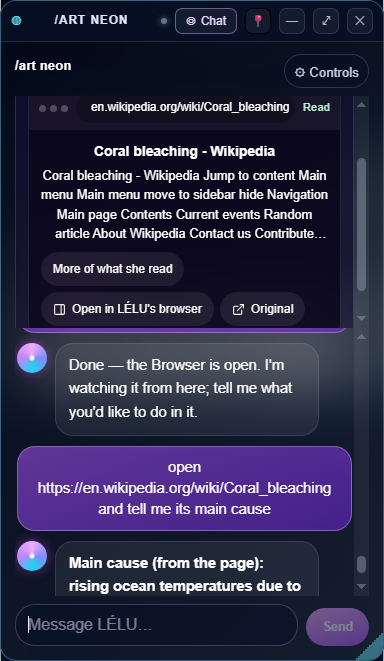 /ART NEON
Chat
/art neon
Controls
en.wikipedia.org/wiki/Coral_bleaching
Read
Coral bleaching - Wikipedia
Coral bleaching - Wikipedia Jump to content Main
menu Main menu move to sidebar hide Navigation
Main page Contents Current events Random
article About Wikipedia Contact us Contribute…
More of what she read
Open in LÉLU's browser
Original
Done — the Browser is open. I'm
watching it from here; tell me what
you'd like to do in it.
open
https://en.wikipedia.org/wiki/Coral_bleaching
and tell me its main cause
Main cause (from the page):
rising ocean temperatures due to
Message LÉLU…
Send